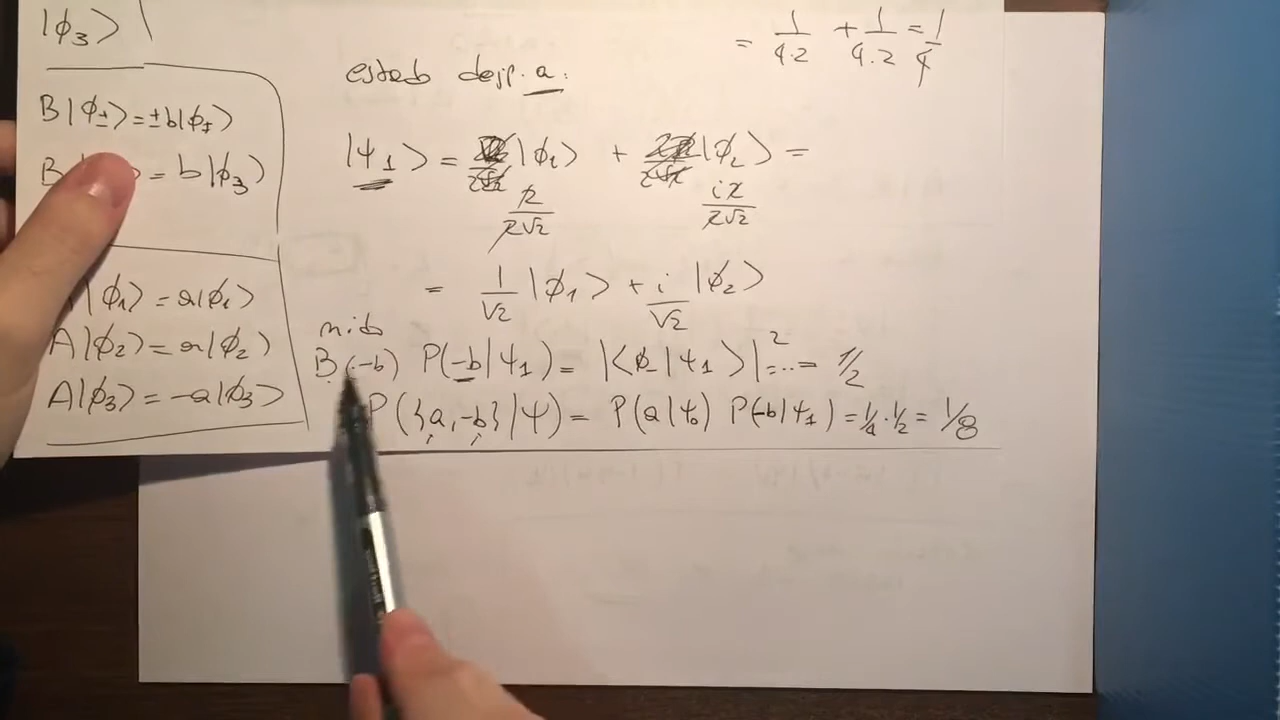 |ϕ3⟩
B|ϕ±⟩=±b|ϕ±⟩
B = b|ϕ3⟩
|ϕ1⟩=a|ϕ1⟩
A|ϕ2⟩=a|ϕ2⟩
A|ϕ3⟩=-a|ϕ3⟩
= 1/4·2 + 1/4·2 = 1/4
estado desp. a:
|ψ1⟩ = 2/2√2 |ϕ1⟩ + i2/2√2 |ϕ2⟩ =
= 1/√2 |ϕ1⟩ + i/√2 |ϕ2⟩
mido
B (-b) P(-b|ψ1) = |⟨ϕ-|ψ1⟩|² =...= 1/2
P({a,-b}|ψ) = P(a|ψ0) P(-b|ψ1) = 1/4·1/2 = 1/8